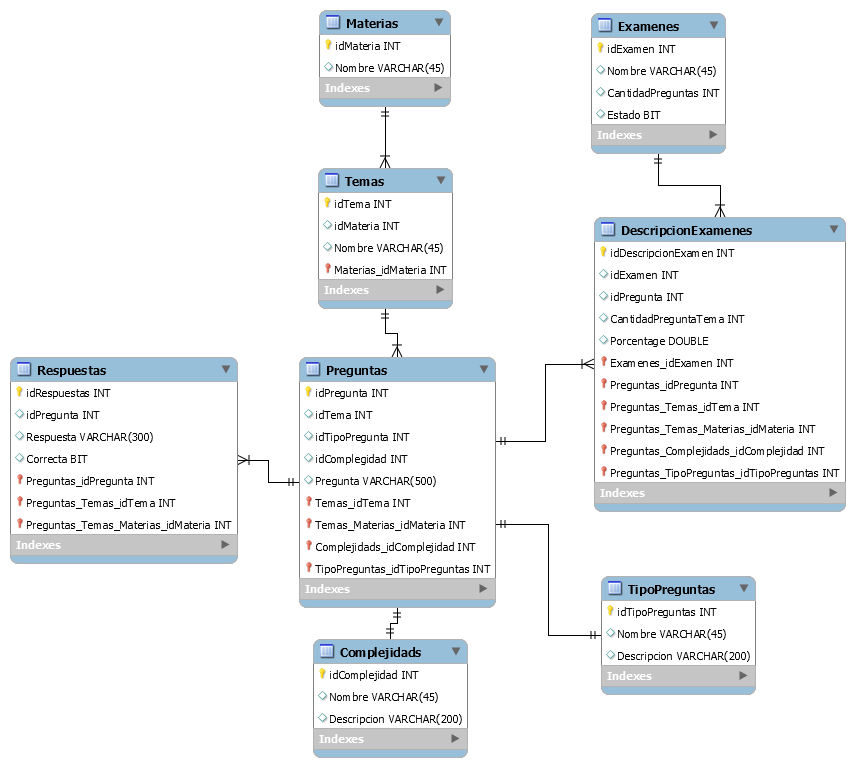 Materias
idMateria INT
Nombre VARCHAR(45)
Indexes
Examenes
idExamen INT
Nombre VARCHAR(45)
CantidadPreguntas INT
Estado BIT
Indexes
Temas
idTema INT
idMateria INT
Nombre VARCHAR(45)
Materias_idMateria INT
Indexes
DescripcionExamenes
idDescripcionExamen INT
idExamen INT
idPregunta INT
CantidadPreguntaTema INT
Porcentage DOUBLE
Examenes_idExamen INT
Preguntas_idPregunta INT
Preguntas_Temas_idTema INT
Preguntas_Temas_Materias_idMateria INT
Preguntas_Complejidads_idComplejidad INT
Preguntas_TipoPreguntas_idTipoPreguntas INT
Indexes
Respuestas
idRespuestas INT
idPregunta INT
Respuesta VARCHAR(300)
Correcta BIT
Preguntas_idPregunta INT
Preguntas_Temas_idTema INT
Preguntas_Temas_Materias_idMateria INT
Indexes
Preguntas
idPregunta INT
idTema INT
idTipoPregunta INT
idComplegidad INT
Pregunta VARCHAR(500)
Temas_idTema INT
Temas_Materias_idMateria INT
Complejidads_idComplejidad INT
TipoPreguntas_idTipoPreguntas INT
Indexes
TipoPreguntas
idTipoPreguntas INT
Nombre VARCHAR(45)
Descripcion VARCHAR(200)
Indexes
Complejidads
idComplejidad INT
Nombre VARCHAR(45)
Descripcion VARCHAR(200)
Indexes